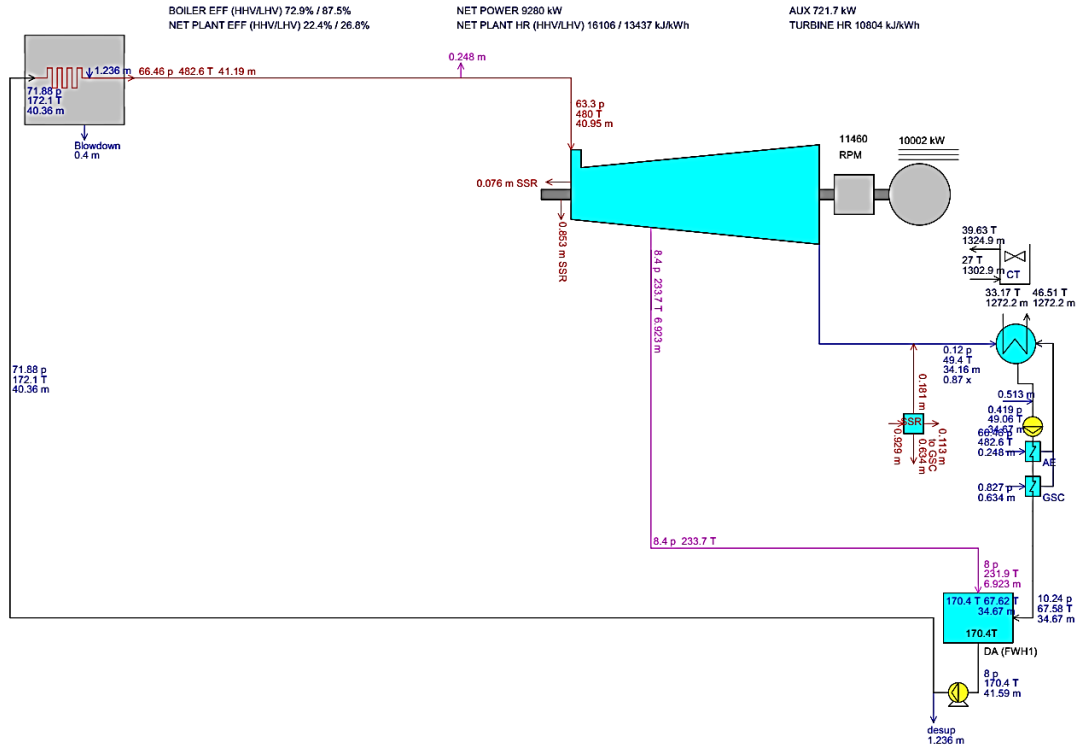 BOILER EFF (HHV/LHV) 72.9% / 87.5%
NET PLANT EFF (HHV/LHV) 22.4% / 26.8%
NET POWER 9280 kW
NET PLANT HR (HHV/LHV) 16106 / 13437 kJ/kWh
AUX 721.7 kW
TURBINE HR 10804 kJ/kWh
1.236 m
71.88 p
172.1 T
40.36 m
Blowdown
0.4 m
66.46 p 482.6 T 41.19 m
0.248 m
63.3 p
480 T
40.95 m
0.076 m SSR
0.853 m SSR
11460
RPM
10002 kW
39.63 T
1324.9 m
27 T
1302.9 m
CT
33.17 T
1272.2 m
46.51 T
1272.2 m
8.4 p 233.7 T 6.923 m
0.12 p
49.4 T
34.16 m
0.87 x
71.88 p
172.1 T
40.36 m
0.181 m
SSR
0.929 m
0.634 m
0.113 m
to GSC
0.513 m
0.419 p
49.06 T
34.67 m
66.46 p
482.6 T
0.248 m
AE
0.827 p
0.634 m
GSC
8.4 p 233.7 T
8 p
231.9 T
6.923 m
170.4 T 67.62 T
34.67 m
170.4T
DA (FWH1)
10.24 p
67.58 T
34.67 m
8 p
170.4 T
41.59 m
desup
1.236 m